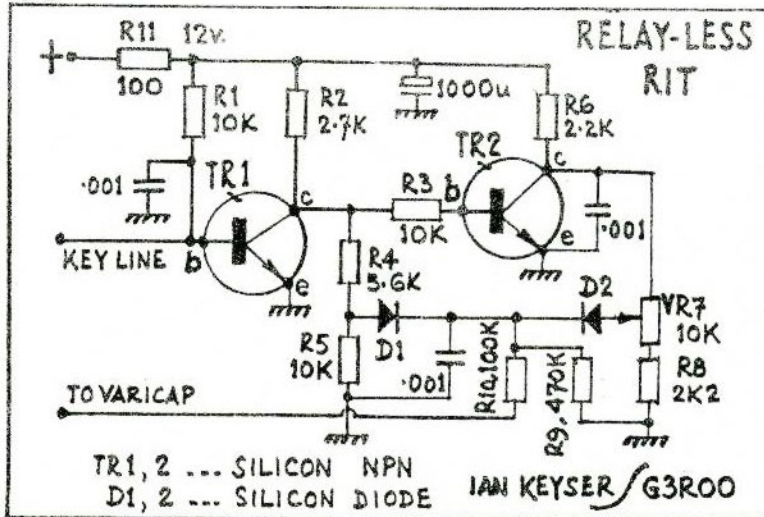 RELAY-LESS
RIT
+
R11
100
12v.
R1
10K
R2
2.7K
1000u
R6
2.2K
.001
TR1
c
b
e
R3
10K
TR2
c
b
e
.001
KEY LINE
R4
5.6K
D1
R5
10K
.001
D2
VR7
10K
R8
2K2
R10,100K
R9,470K
TO VARICAP
TR1, 2 ... SILICON NPN
D1, 2 ... SILICON DIODE
IAN KEYSER / G3ROO